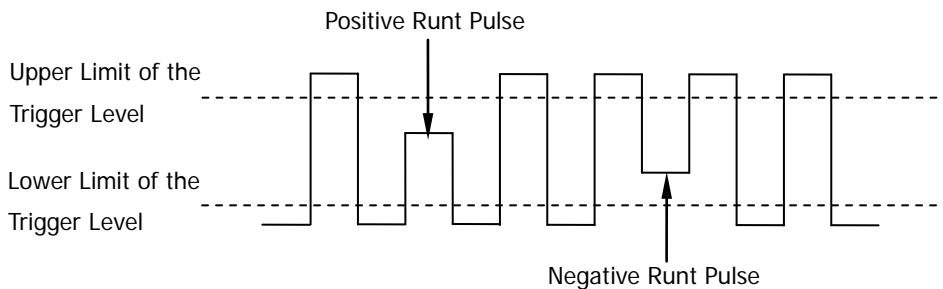 Positive Runt Pulse
Upper Limit of the
Trigger Level
Lower Limit of the
Trigger Level
Negative Runt Pulse